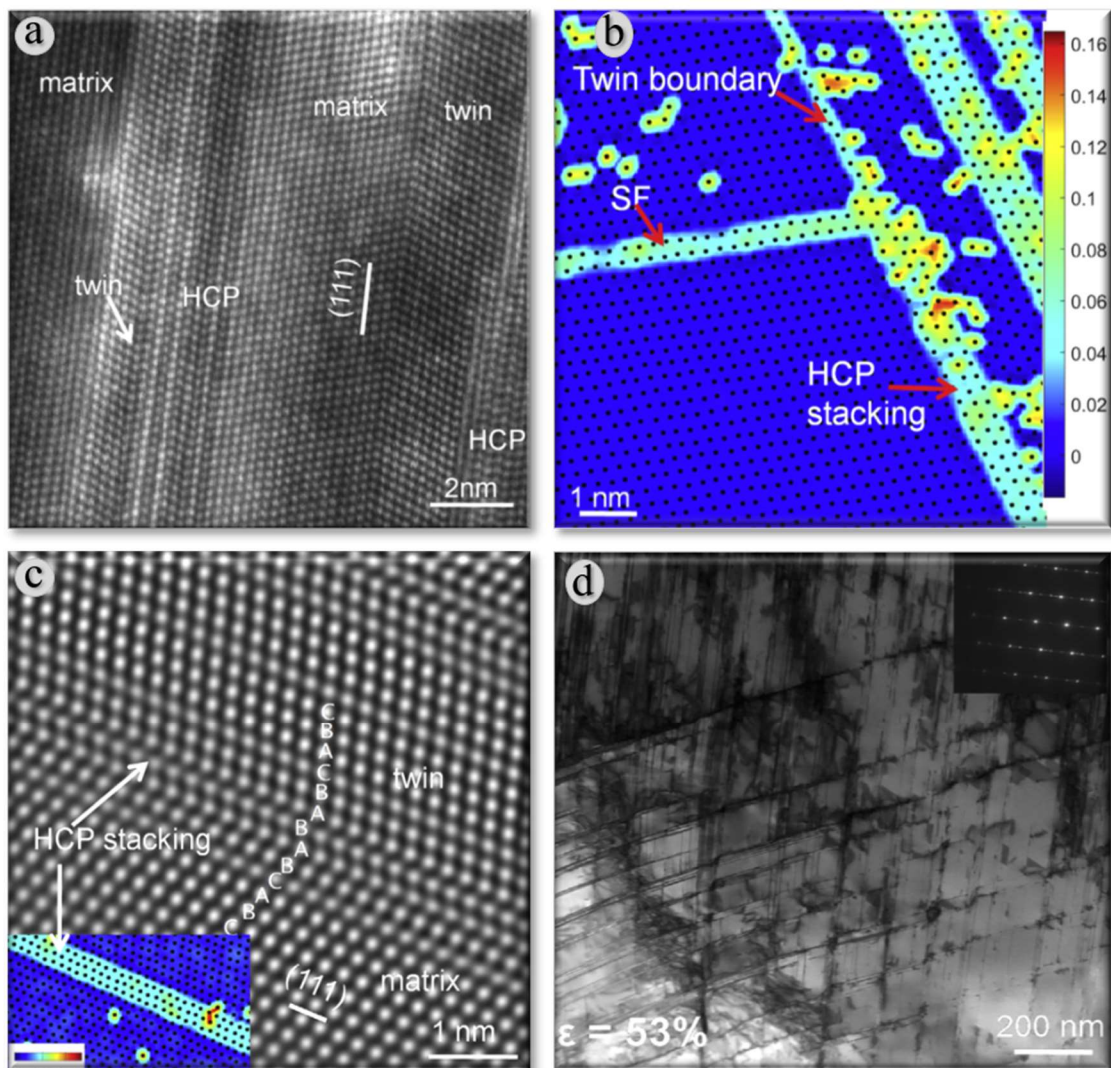 a
matrix
matrix
twin
twin
HCP
(111)
HCP
2nm
b
Twin boundary
SF
HCP
stacking
1 nm
0.16
0.14
0.12
0.1
0.08
0.06
0.04
0.02
0
c
C
B
A
C
B
A
B
A
B
C
A
B
C
twin
HCP stacking
(111)
matrix
1 nm
d
ε = 53%
200 nm